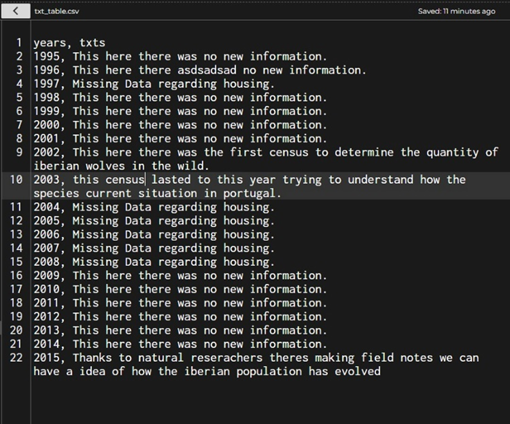 txt_table.csv
Saved: 11 minutes ago
1 years, txts
2 1995, This here there was no new information.
3 1996, This here there asdsadsad no new information.
4 1997, Missing Data regarding housing.
5 1998, This here there was no new information.
6 1999, This here there was no new information.
7 2000, This here there was no new information.
8 2001, This here there was no new information.
9 2002, This here there was the first census to determine the quantity of
iberian wolves in the wild.
10 2003, this census lasted to this year trying to understand how the
species current situation in portugal.
11 2004, Missing Data regarding housing.
12 2005, Missing Data regarding housing.
13 2006, Missing Data regarding housing.
14 2007, Missing Data regarding housing.
15 2008, Missing Data regarding housing.
16 2009, This here there was no new information.
17 2010, This here there was no new information.
18 2011, This here there was no new information.
19 2012, This here there was no new information.
20 2013, This here there was no new information.
21 2014, This here there was no new information.
22 2015, Thanks to natural reserachers theres making field notes we can
have a idea of how the iberian population has evolved